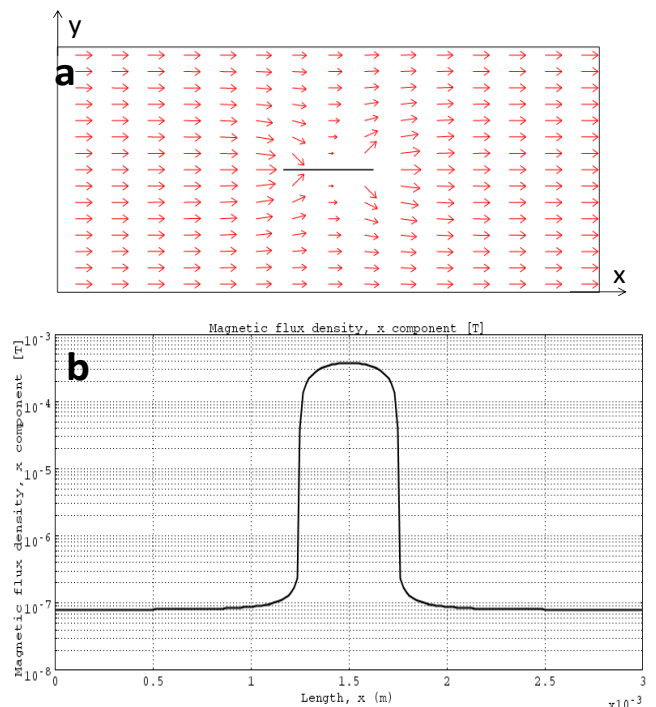 y
a
x
Magnetic flux density, x component [T]
b
Magnetic flux density, x component [T]
10^-3
10^-4
10^-5
10^-6
10^-7
10^-8
0 0.5 1 1.5 2 2.5 3
Length, x (m)
x10^-3